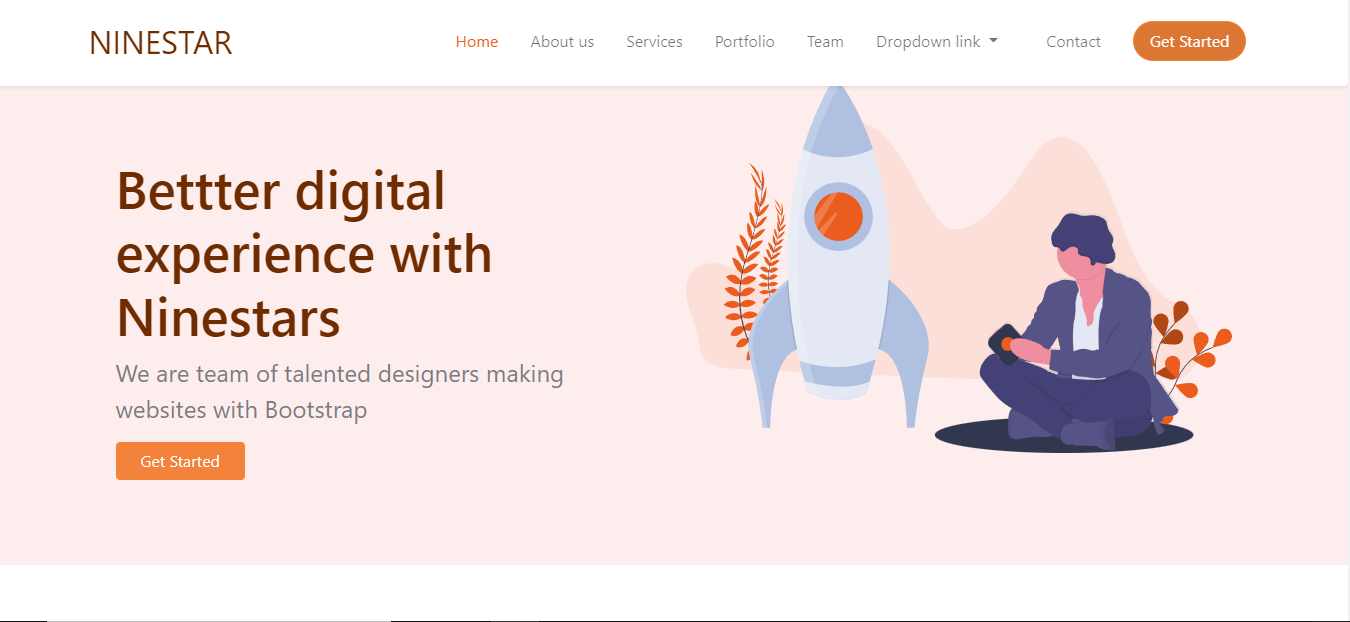 NINESTAR
Home About us Services Portfolio Team Dropdown link Contact Get Started
Bettter digital
experience with
Ninestars
We are team of talented designers making
websites with Bootstrap
Get Started